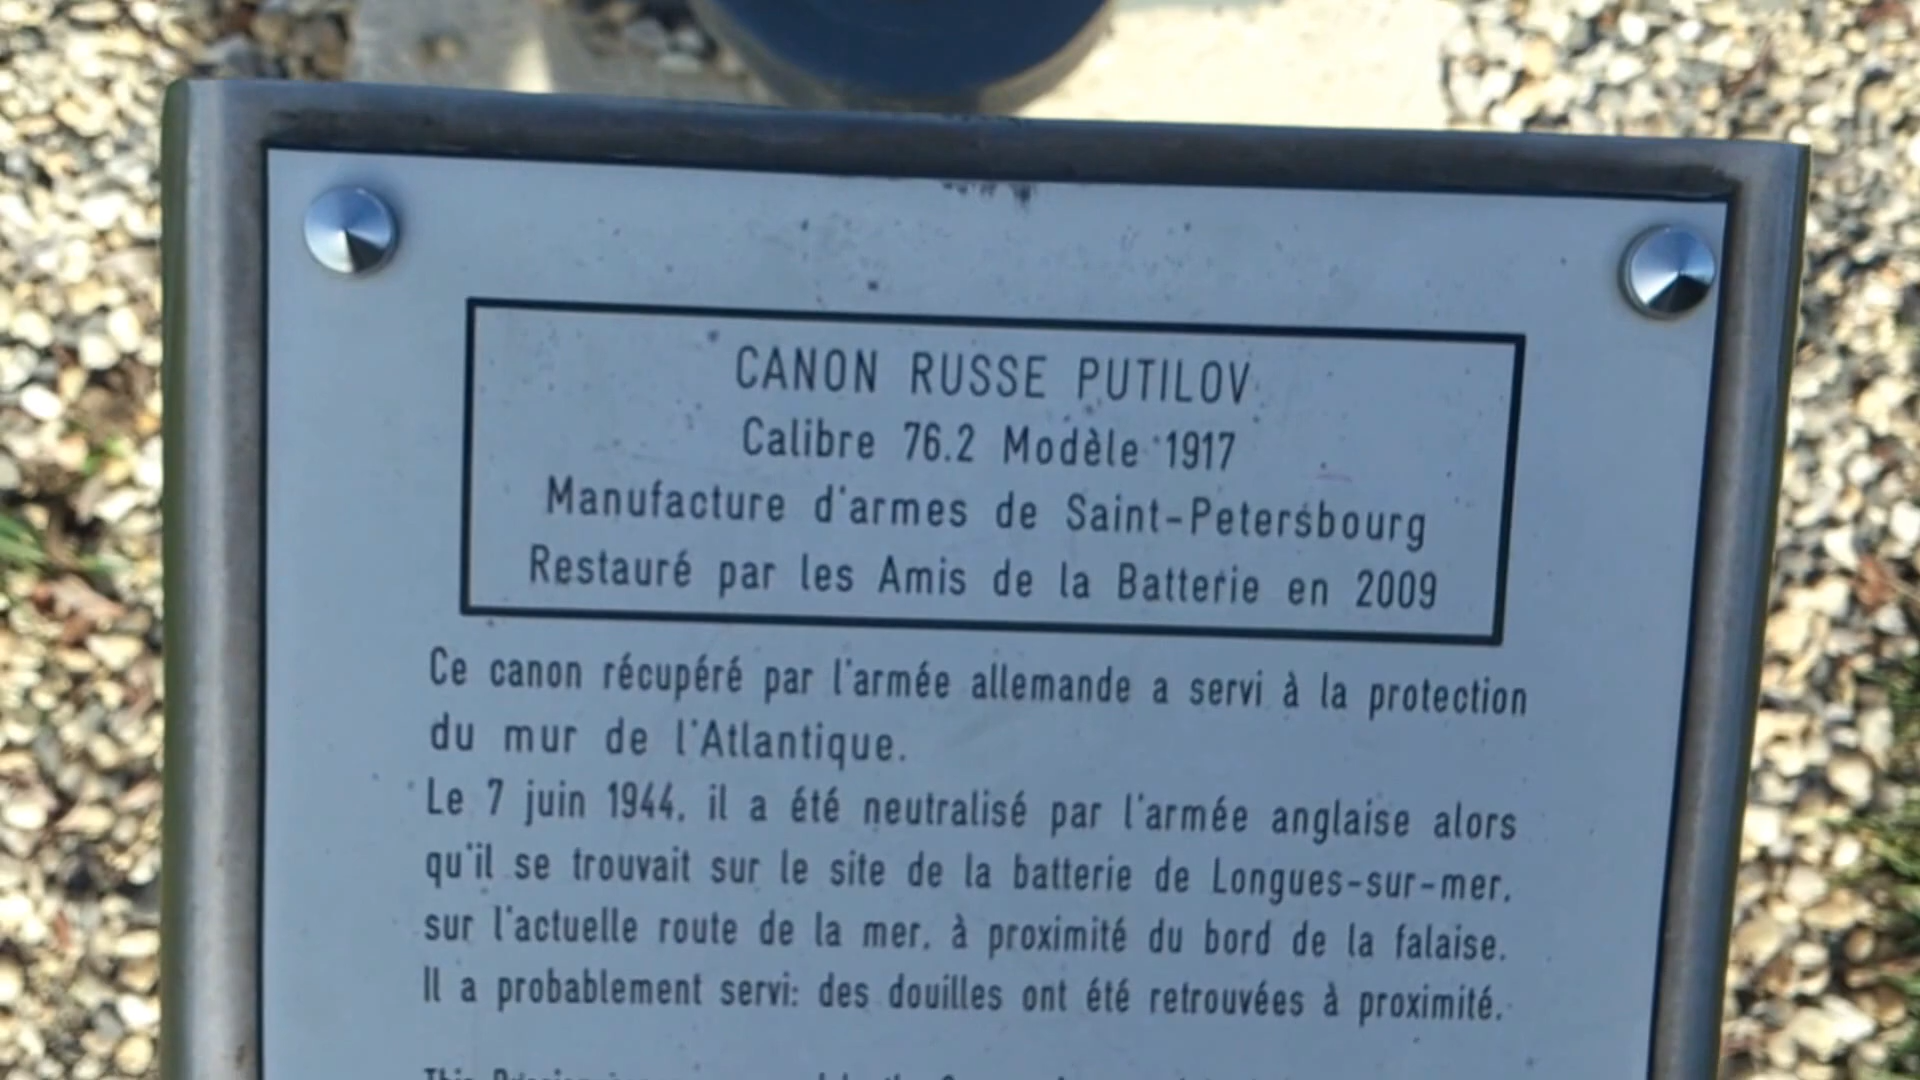 CANON RUSSE PUTILOV
Calibre 76.2 Modèle 1917
Manufacture d'armes de Saint-Petersbourg
Restauré par les Amis de la Batterie en 2009
Ce canon récupéré par l'armée allemande a servi à la protection
du mur de l'Atlantique.
Le 7 juin 1944, il a été neutralisé par l'armée anglaise alors
qu'il se trouvait sur le site de la batterie de Longues-sur-mer,
sur l'actuelle route de la mer, à proximité du bord de la falaise.
Il a probablement servi: des douilles ont été retrouvées à proximité.